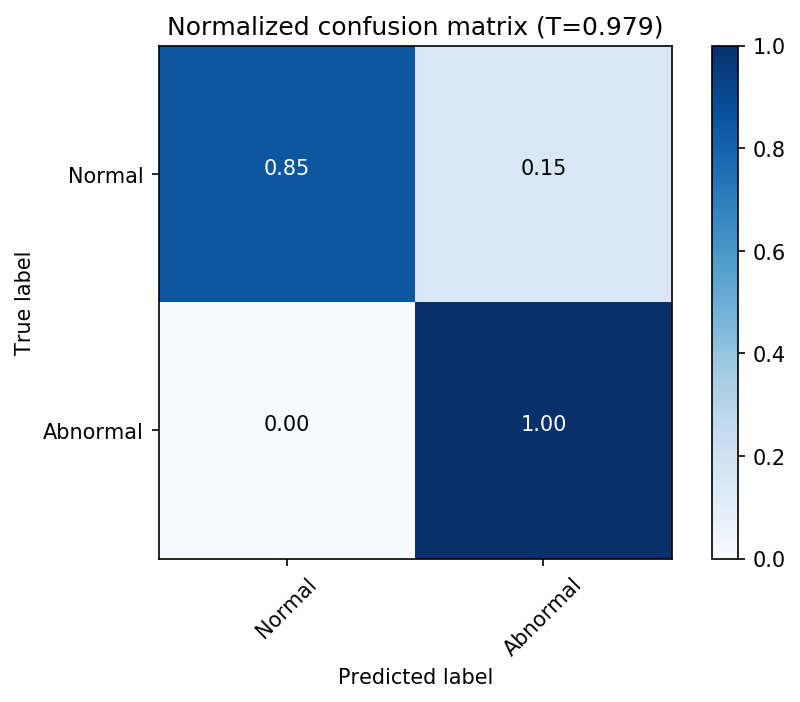 Normalized confusion matrix (T=0.979)
True label
Normal
Abnormal
0.85
0.15
0.00
1.00
Normal
Abnormal
Predicted label
1.0
0.8
0.6
0.4
0.2
0.0